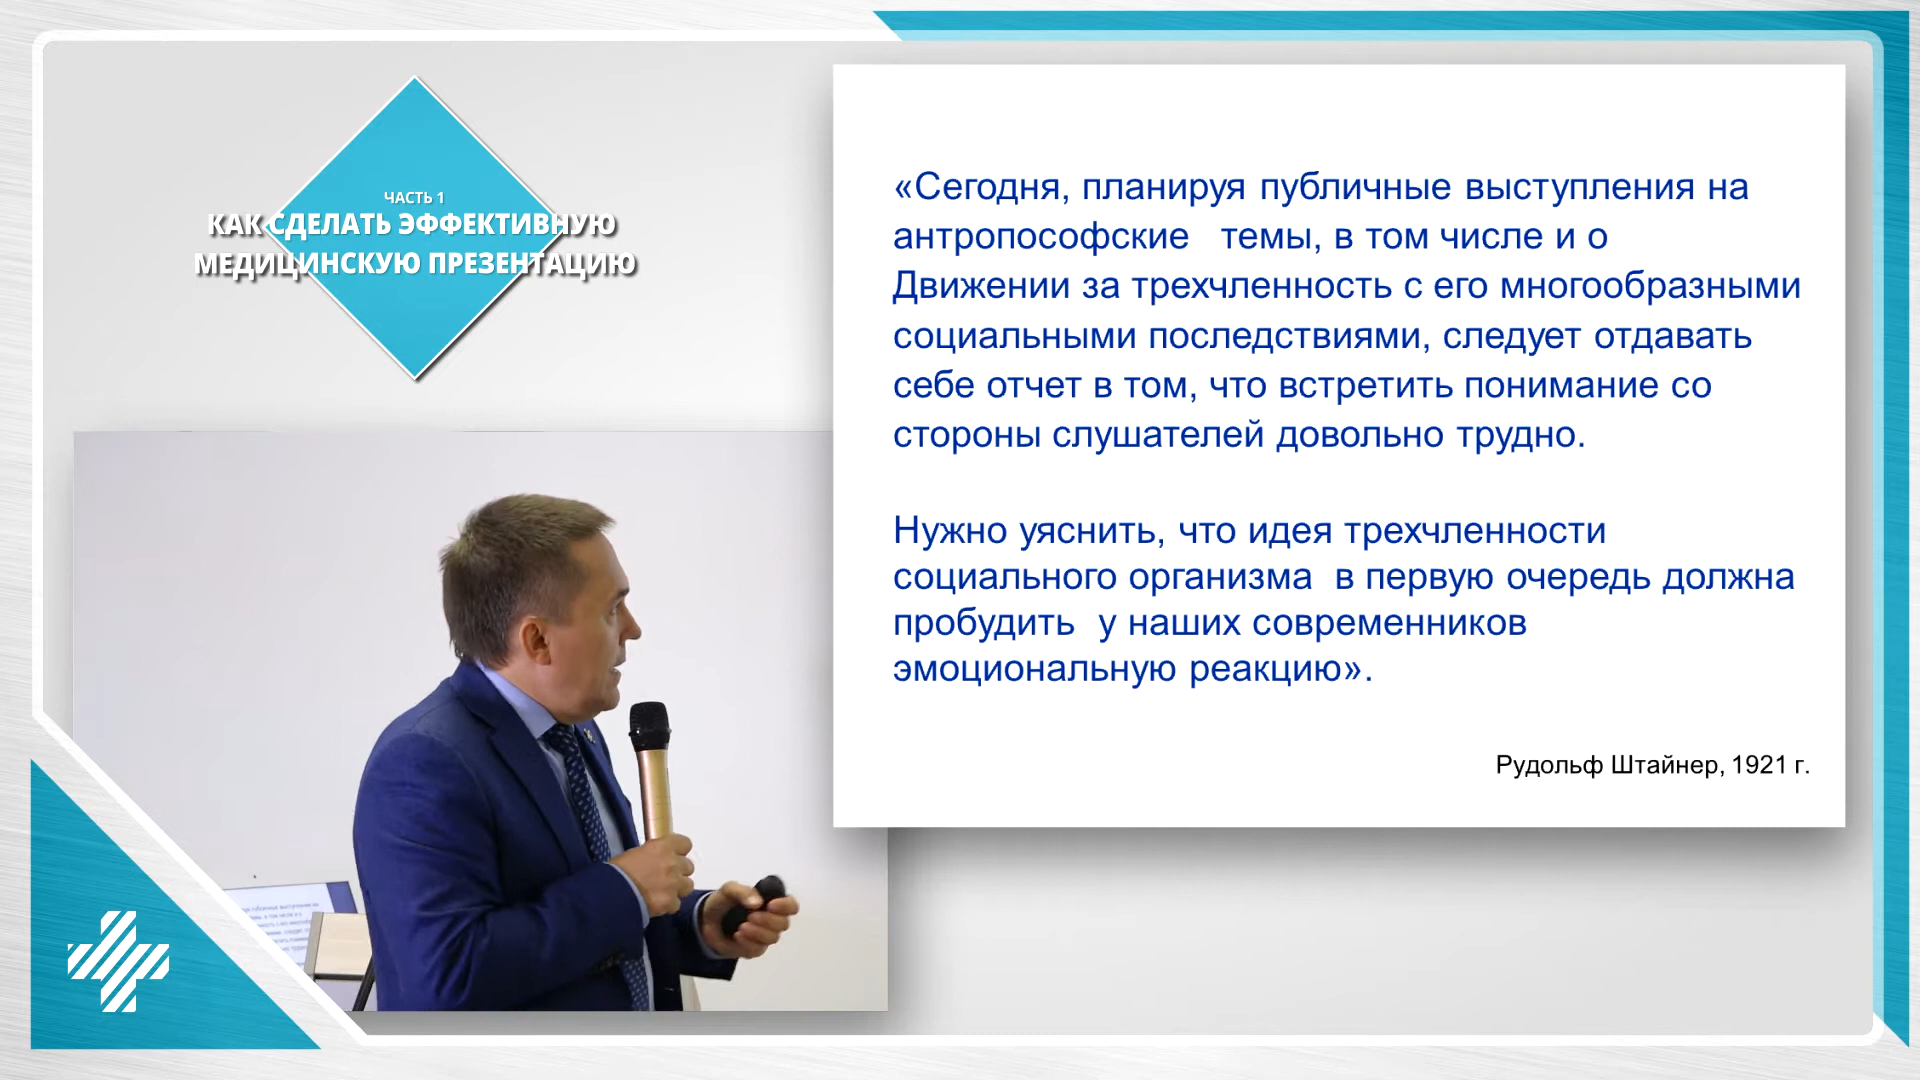 ЧАСТЬ 1
КАК СДЕЛАТЬ ЭФФЕКТИВНУЮ
МЕДИЦИНСКУЮ ПРЕЗЕНТАЦИЮ
«Сегодня, планируя публичные выступления на
антропософские темы, в том числе и о
Движении за трехчленность с его многообразными
социальными последствиями, следует отдавать
себе отчет в том, что встретить понимание со
стороны слушателей довольно трудно.
Нужно уяснить, что идея трехчленности
социального организма в первую очередь должна
пробудить у наших современников
эмоциональную реакцию».
Рудольф Штайнер, 1921 г.